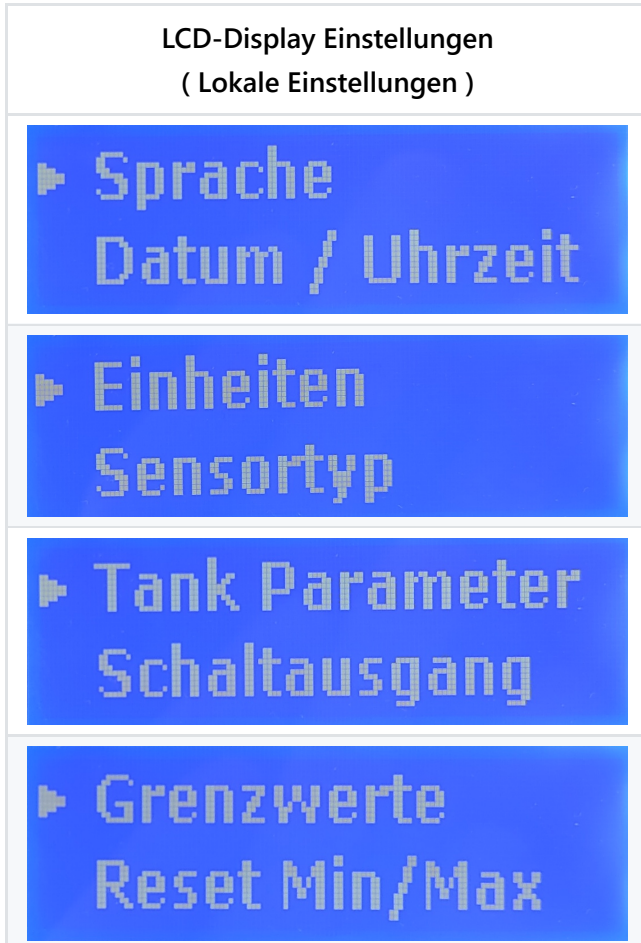 LCD-Display Einstellungen
( Lokale Einstellungen )
Sprache
Datum / Uhrzeit
Einheiten
Sensortyp
Tank Parameter
Schaltausgang
Grenzwerte
Reset Min/Max